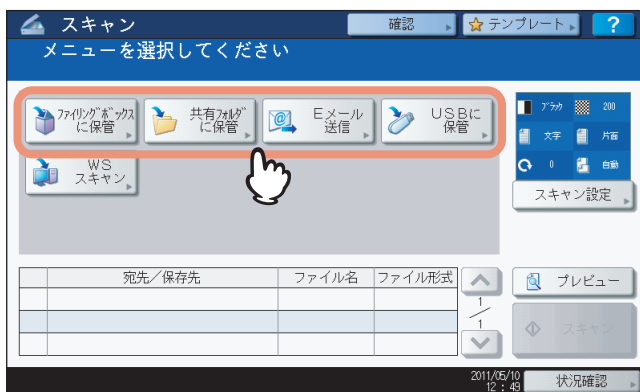 スキャン
確認
テンプレート
?
メニューを選択してください
ﾌｧｲﾘﾝｸﾞﾎﾞｯｸｽ
に保管
共有ﾌｫﾙﾀﾞ
に保管
Eメール
送信
USBに
保管
WS
スキャン
ﾌﾞﾗｯｸ
200
文字
片面
0
自動
スキャン設定
宛先／保存先
ファイル名
ファイル形式
1
1
プレビュー
スキャン
2011/05/10
12：49
状況確認